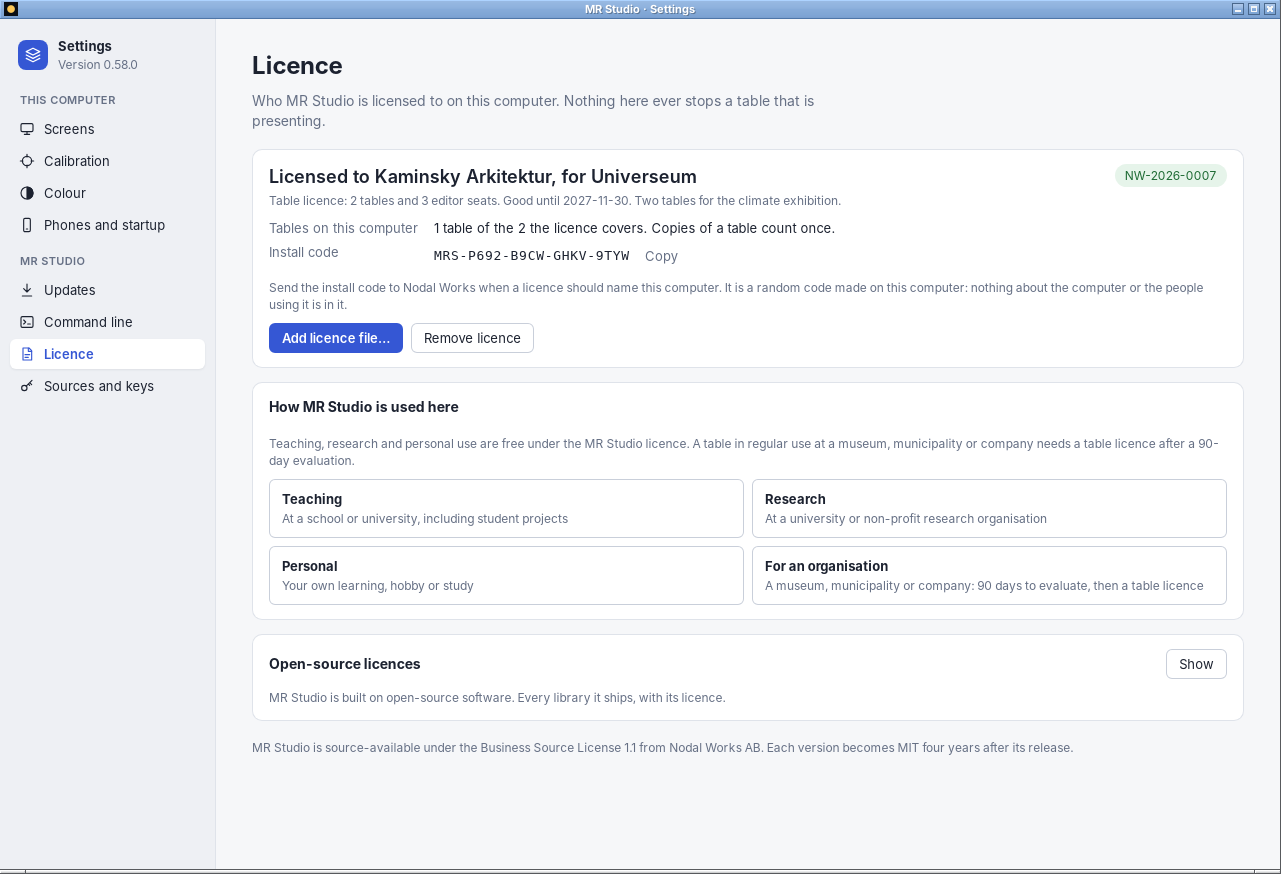 MR Studio · Settings
Settings
Version 0.58.0
THIS COMPUTER
Screens
Calibration
Colour
Phones and startup
MR STUDIO
Updates
Command line
Licence
Sources and keys
Licence
Who MR Studio is licensed to on this computer. Nothing here ever stops a table that is
presenting.
Licensed to Kaminsky Arkitektur, for Universeum
NW-2026-0007
Table licence: 2 tables and 3 editor seats. Good until 2027-11-30. Two tables for the climate exhibition.
Tables on this computer 1 table of the 2 the licence covers. Copies of a table count once.
Install code MRS-P692-B9CW-GHKV-9TYW Copy
Send the install code to Nodal Works when a licence should name this computer. It is a random code made on this computer: nothing about the computer or the people
using it is in it.
Add licence file... Remove licence
How MR Studio is used here
Teaching, research and personal use are free under the MR Studio licence. A table in regular use at a museum, municipality or company needs a table licence after a 90-
day evaluation.
Teaching
At a school or university, including student projects
Research
At a university or non-profit research organisation
Personal
Your own learning, hobby or study
For an organisation
A museum, municipality or company: 90 days to evaluate, then a table licence
Open-source licences
Show
MR Studio is built on open-source software. Every library it ships, with its licence.
MR Studio is source-available under the Business Source License 1.1 from Nodal Works AB. Each version becomes MIT four years after its release.